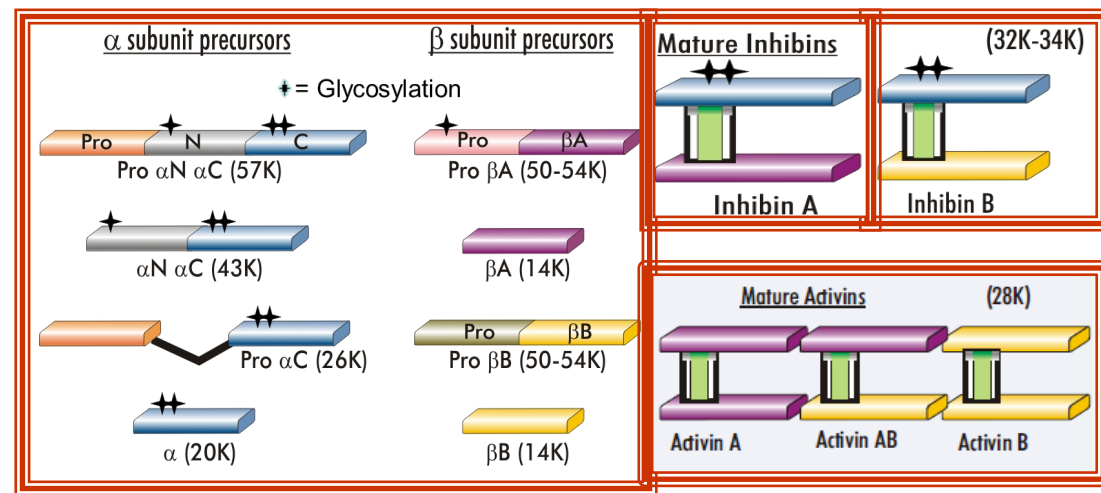 α subunit precursors
β subunit precursors
= Glycosylation
Pro N C
Pro αN αC (57K)
αN αC (43K)
Pro αC (26K)
α (20K)
Pro βA
Pro βA (50-54K)
βA (14K)
Pro βB
Pro βB (50-54K)
βB (14K)
Mature Inhibins
(32K-34K)
Inhibin A
Inhibin B
Mature Activins
(28K)
Activin A
Activin AB
Activin B